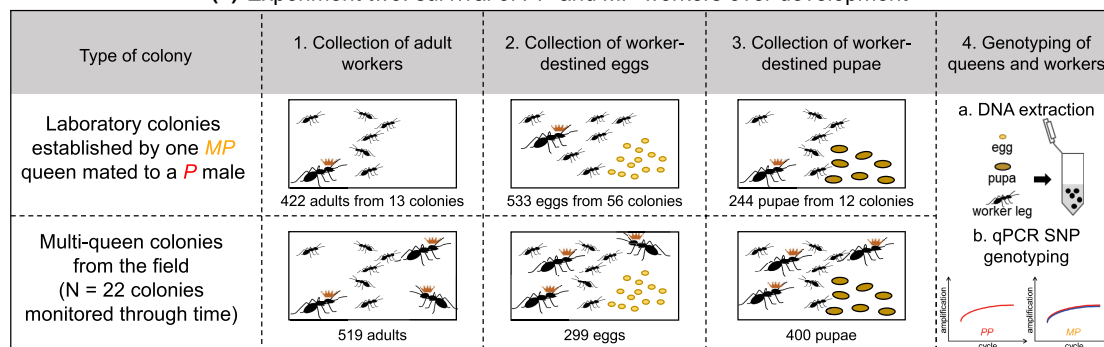 Type of colony
1. Collection of adult
workers
2. Collection of worker-
destined eggs
3. Collection of worker-
destined pupae
4. Genotyping of
queens and workers
Laboratory colonies
established by one MP
queen mated to a P male
422 adults from 13 colonies
533 eggs from 56 colonies
244 pupae from 12 colonies
Multi-queen colonies
from the field
(N = 22 colonies
monitored through time)
519 adults
299 eggs
400 pupae
a. DNA extraction
egg
pupa
worker leg
b. qPCR SNP
genotyping
amplification
PP
cycle
amplification
MP
cycle